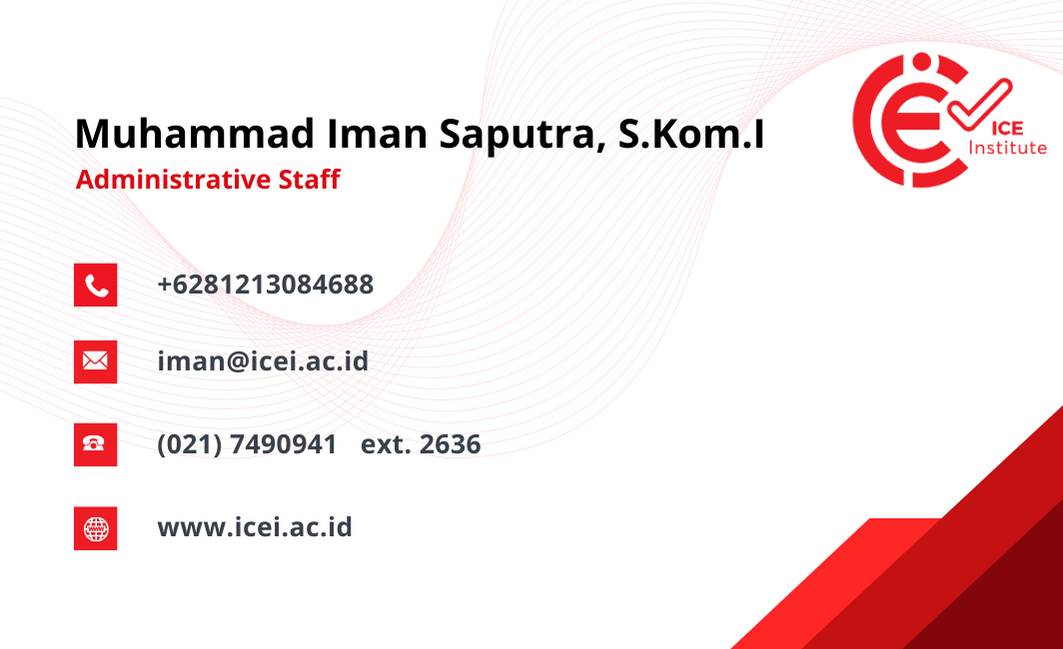 Muhammad Iman Saputra, S.Kom.I
Administrative Staff
ICE
Institute
+6281213084688
iman@icei.ac.id
(021) 7490941 ext. 2636
www.icei.ac.id